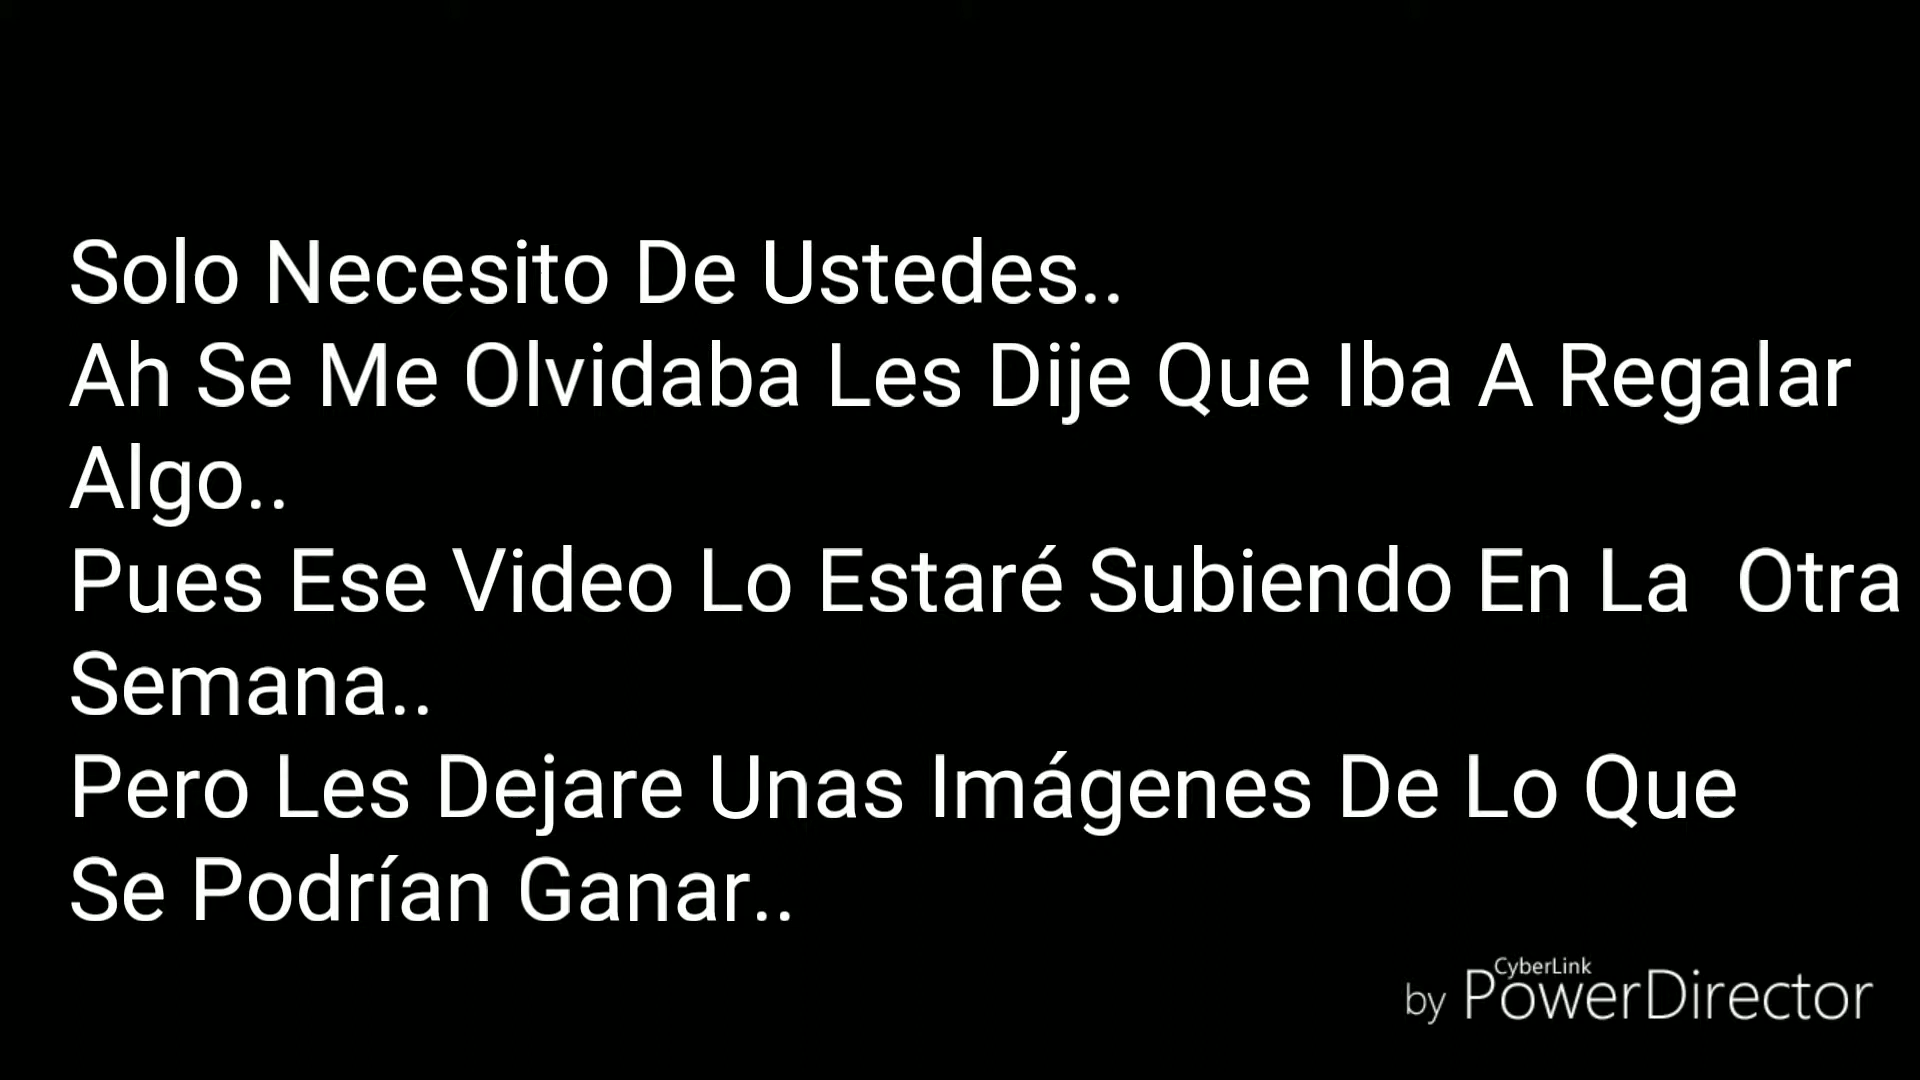 Solo Necesito De Ustedes..
Ah Se Me Olvidaba Les Dije Que Iba A Regalar
Algo..
Pues Ese Video Lo Estaré Subiendo En La  Otra
Semana..
Pero Les Dejare Unas Imágenes De Lo Que
Se Podrían Ganar..
CyberLink
by PowerDirector